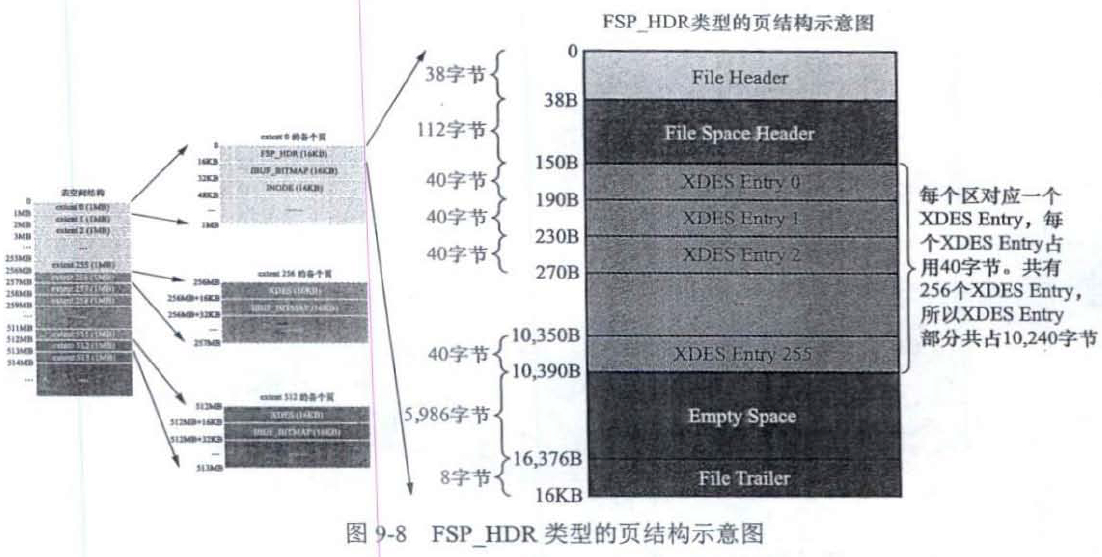 FSP_HDR类型的页结构示意图
0
38字节
File Header
38B
112字节
File Space Header
150B
40字节
XDES Entry 0
190B
40字节
XDES Entry 1
230B
40字节
XDES Entry 2
270B
10,350B
40字节
XDES Entry 255
10,390B
5,986字节
Empty Space
16,376B
8字节
File Trailer
16KB
每个区对应一个
XDES Entry，每
个XDES Entry占
用40字节。共有
256个XDES Entry，
所以XDES Entry
部分共占10,240字节
表空间结构
0
extent 0 (1MB)
1MB
extent 1 (1MB)
2MB
extent 2 (1MB)
3MB
...
...
255MB
extent 255 (1MB)
256MB
extent 256 (1MB)
257MB
extent 257 (1MB)
258MB
extent 258 (1MB)
259MB
...
511MB
extent 511 (1MB)
512MB
extent 512 (1MB)
513MB
extent 513 (1MB)
514MB
...
...
extent 0 的各个页
0
FSP_HDR (16KB)
16KB
IBUF_BITMAP (16KB)
32KB
INODE (16KB)
...
......
1MB
extent 256 的各个页
256MB
XDES (16KB)
256MB+16KB
IBUF_BITMAP (16KB)
256MB+32KB
...
257MB
extent 512 的各个页
512MB
XDES (16KB)
512MB+16KB
IBUF_BITMAP (16KB)
512MB+32KB
...
513MB
图 9-8 FSP_HDR 类型的页结构示意图